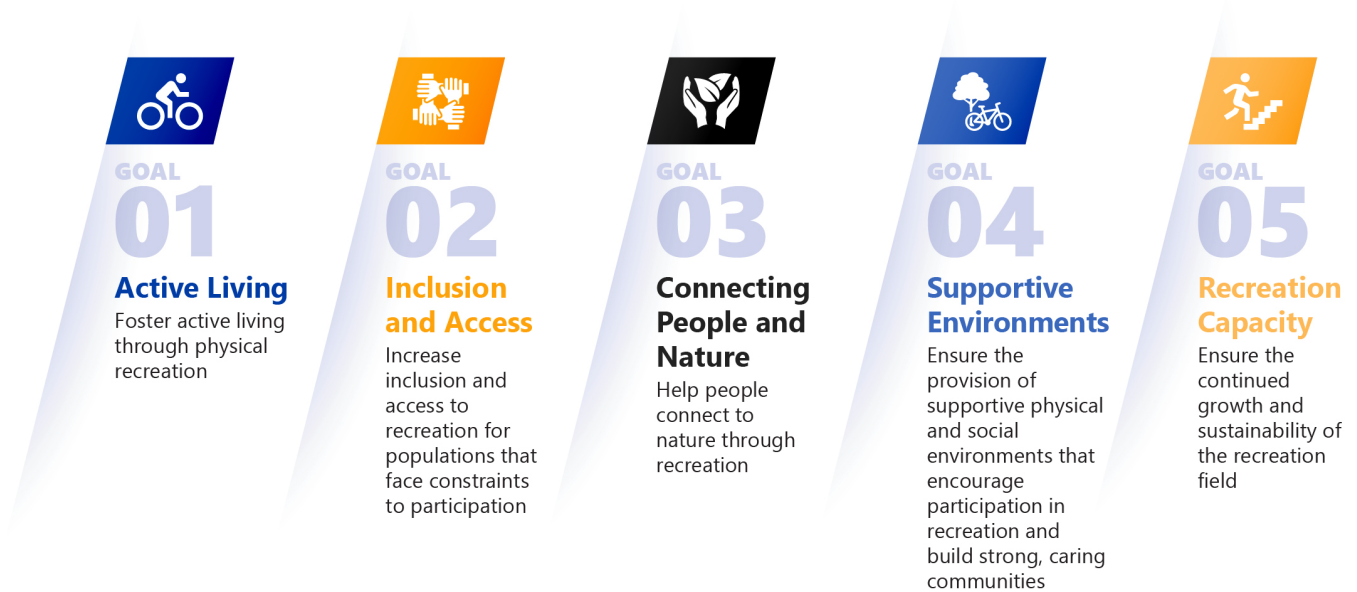 GOAL
01
Active Living
Foster active living
through physical
recreation
GOAL
02
Inclusion
and Access
Increase
inclusion and
access to
recreation for
populations that
face constraints
to participation
GOAL
03
Connecting
People and
Nature
Help people
connect to
nature through
recreation
GOAL
04
Supportive
Environments
Ensure the
provision of
supportive physical
and social
environments that
encourage
participation in
recreation and
build strong, caring
communities
GOAL
05
Recreation
Capacity
Ensure the
continued
growth and
sustainability of
the recreation
field